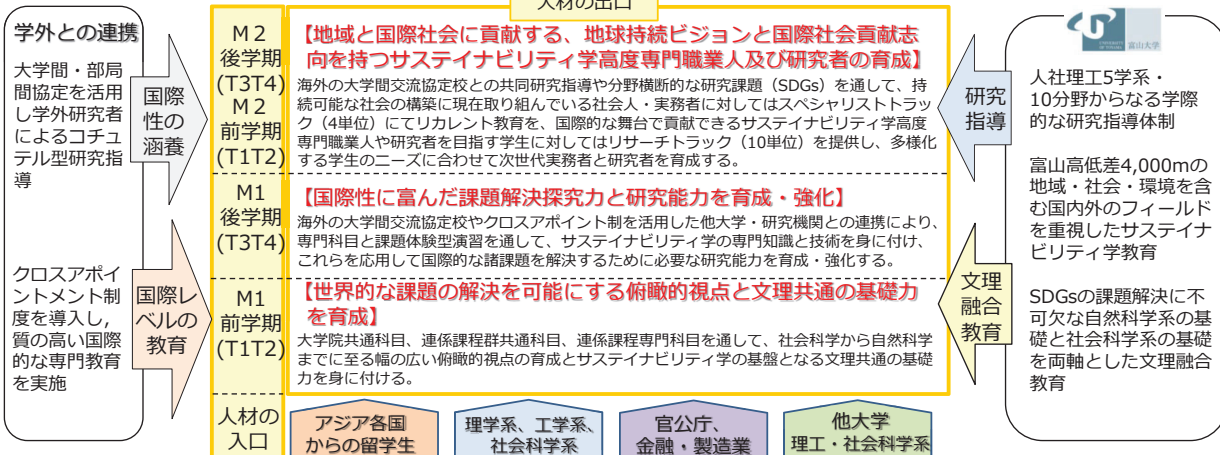 人材の出口
学外との連携
大学間・部局
間協定を活用
し学外研究者
によるコチュ
テル型研究指
導
クロスアポイ
ントメント制
度を導入し,
質の高い国際
的な専門教育
を実施
国際
性の
涵養
国際レ
ベルの
教育
M2
後学期
(T3T4)
M2
前学期
(T1T2)
【地域と国際社会に貢献する、地球持続ビジョンと国際社会貢献志
向を持つサステイナビリティ学高度専門職業人及び研究者の育成】
海外の大学間交流協定校との共同研究指導や分野横断的な研究課題（SDGs）を通して、持
続可能な社会の構築に現在取り組んでいる社会人・実務者に対してはスペシャリストトラッ
ク（4単位）にてリカレント教育を、国際的な舞台で貢献できるサステイナビリティ学高度
専門職業人や研究者を目指す学生に対してはリサーチトラック（10単位）を提供し、多様化
する学生のニーズに合わせて次世代実務者と研究者を育成する。
M1
後学期
(T3T4)
【国際性に富んだ課題解決探究力と研究能力を育成・強化】
海外の大学間交流協定校やクロスアポイント制を活用した他大学・研究機関との連携により、
専門科目と課題体験型演習を通して、サステイナビリティ学の専門知識と技術を身に付け、
これらを応用して国際的な諸課題を解決するために必要な研究能力を育成・強化する。
M1
前学期
(T1T2)
【世界的な課題の解決を可能にする俯瞰的視点と文理共通の基礎力
を育成】
大学院共通科目、連係課程群共通科目、連係課程専門科目を通して、社会科学から自然科学
までに至る幅の広い俯瞰的視点の育成とサステイナビリティ学の基盤となる文理共通の基礎
力を身に付ける。
人材の
入口
アジア各国
からの留学生
理学系、工学系、
社会科学系
官公庁、
金融・製造業
他大学
理工・社会科学系
研究
指導
文理
融合
教育
富山大学
人社理工5学系・
10分野からなる学際
的な研究指導体制
富山高低差4,000mの
地域・社会・環境を含
む国内外のフィールド
を重視したサステイナ
ビリティ学教育
SDGsの課題解決に不
可欠な自然科学系の基
礎と社会科学系の基礎
を両軸とした文理融合
教育